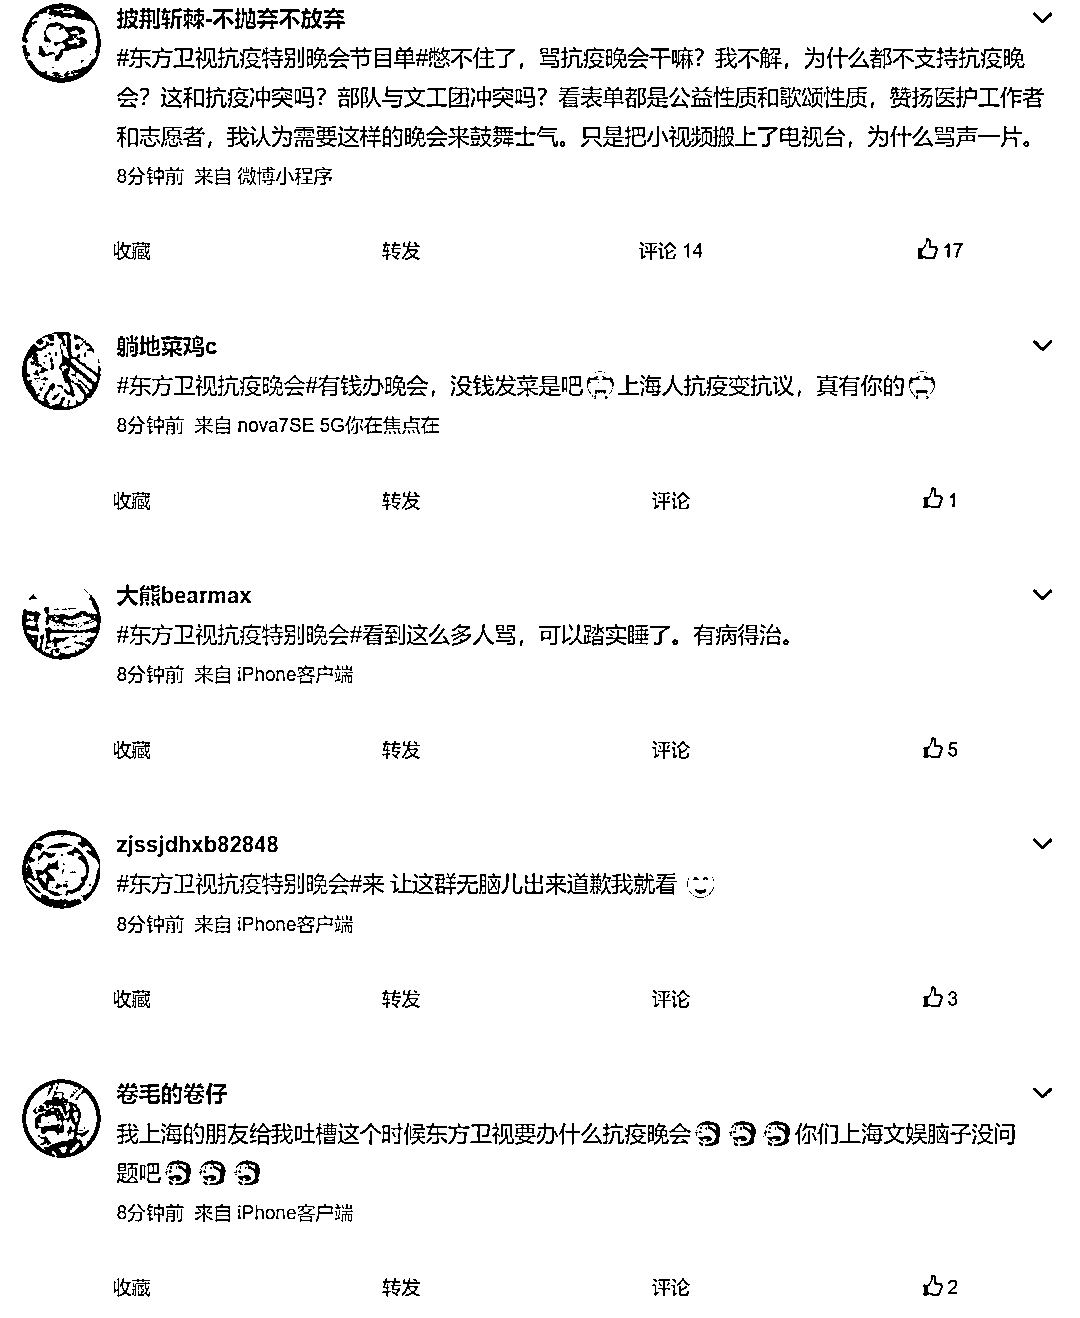 披荆斩棘-不抛弃不放弃
#东方卫视抗疫特别晚会节目单#憋不住了，骂抗疫晚会干嘛？我不解，为什么都不支持抗疫晚
会？这和抗疫冲突吗？部队与文工团冲突吗？看表单都是公益性质和歌颂性质，赞扬医护工作者
和志愿者，我认为需要这样的晚会来鼓舞士气。只是把小视频搬上了电视台，为什么骂声一片。
8分钟前 来自 微博小程序
收藏 转发 评论 14 17
躺地菜鸡c
#东方卫视抗疫晚会#有钱办晚会，没钱发菜是吧上海人抗疫变抗议，真有你的
8分钟前 来自 nova7SE 5G你在焦点在
收藏 转发 评论 1
大熊bearmax
#东方卫视抗疫特别晚会#看到这么多人骂，可以踏实睡了。有病得治。
8分钟前 来自 iPhone客户端
收藏 转发 评论 5
zjssjdhxb82848
#东方卫视抗疫特别晚会#来 让这群无脑儿出来道歉我就看
8分钟前 来自 iPhone客户端
收藏 转发 评论 3
卷毛的卷仔
我上海的朋友给我吐槽这个时候东方卫视要办什么抗疫晚会你们上海文娱脑子没问
题吧
8分钟前 来自 iPhone客户端
收藏 转发 评论 2